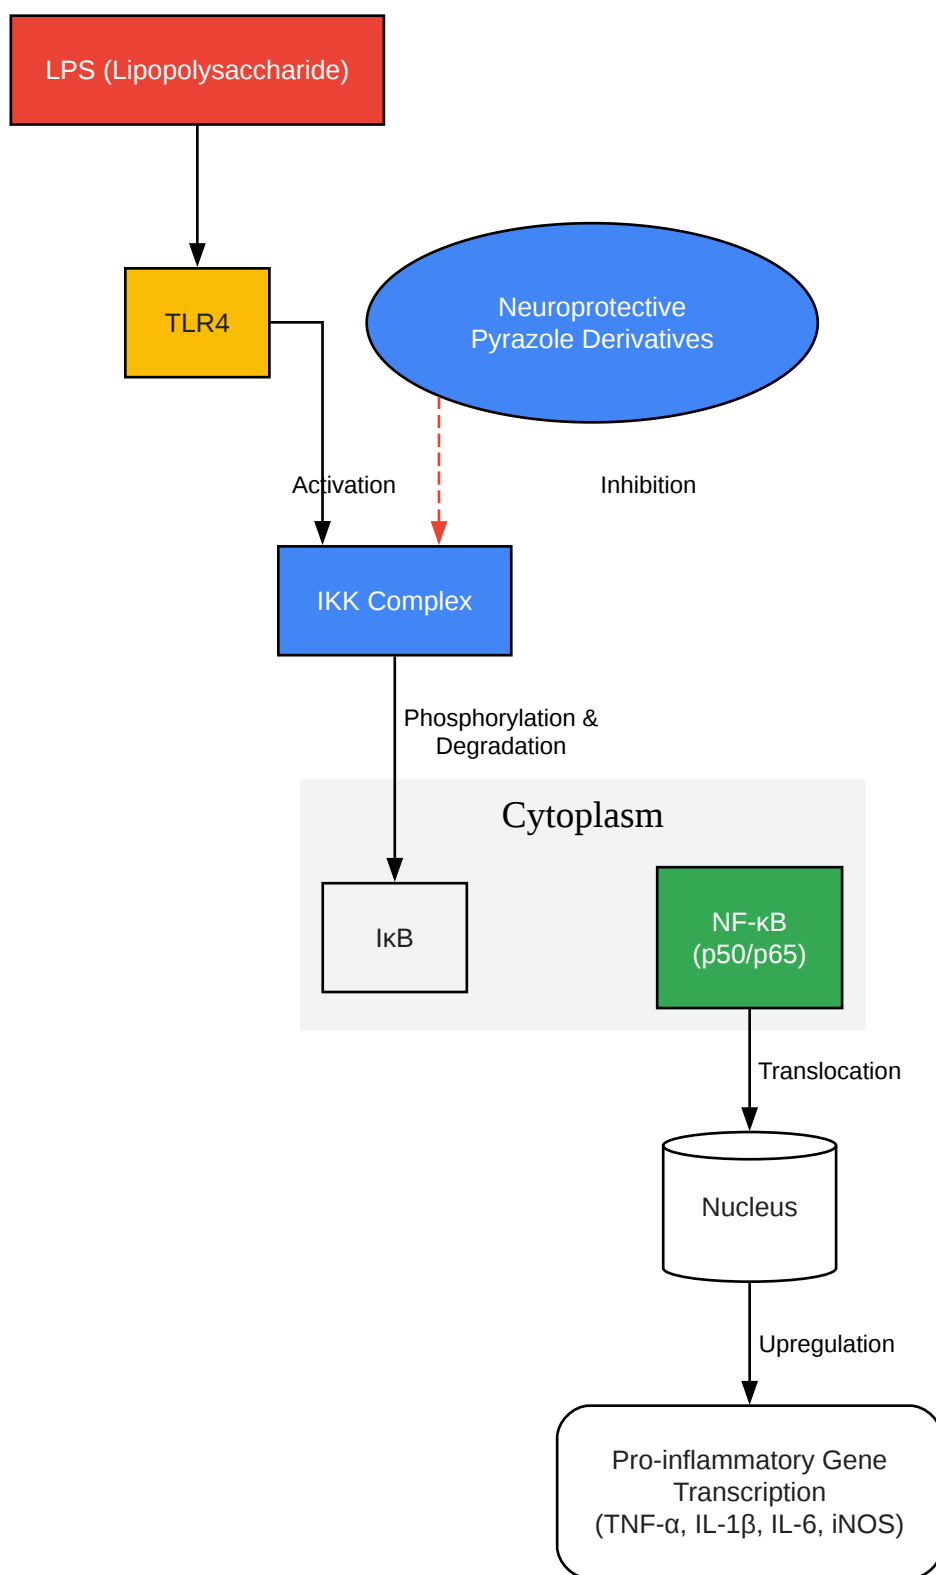 LPS (Lipopolysaccharide)
TLR4
Neuroprotective
Pyrazole Derivatives
Activation
Inhibition
IKK Complex
Phosphorylation &
Degradation
Cytoplasm
IκB
NF-κB
(p50/p65)
Translocation
Nucleus
Upregulation
Pro-inflammatory Gene
Transcription
(TNF-α, IL-1β, IL-6, iNOS)